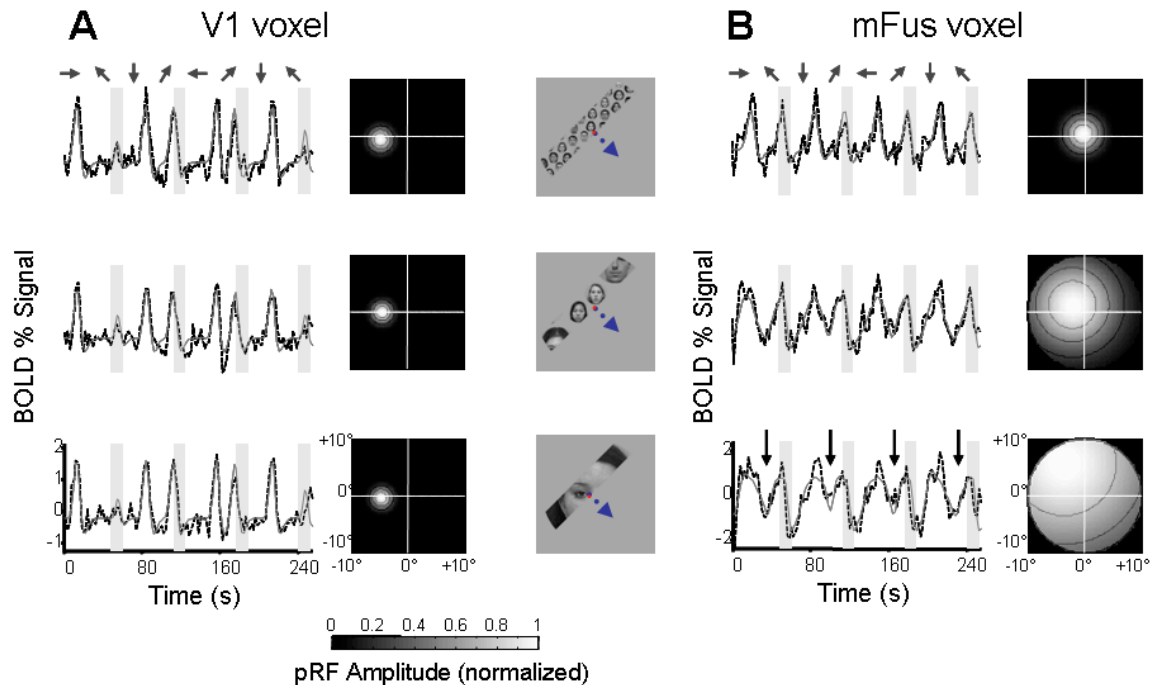 A V1 voxel
B mFus voxel
BOLD % Signal
BOLD % Signal
2
1
0
-1
0 80 160 240
Time (s)
+10°
0°
-10°
-10° 0° +10°
2
0
-2
0 80 160 240
Time (s)
+10°
0°
-10°
-10° 0° +10°
0 0.2 0.4 0.6 0.8 1
pRF Amplitude (normalized)